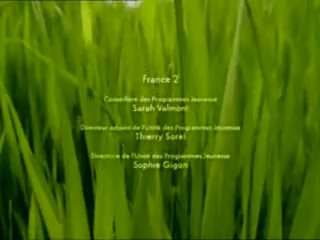 France 2
Conseillère des Programmes Jeunesse
Sarah Valmont
Directeur adjoint de l'Unité des Programmes Jeunesse
Thierry Sorel
Directrice de l'Unité des Programmes Jeunesse
Sophie Gigon